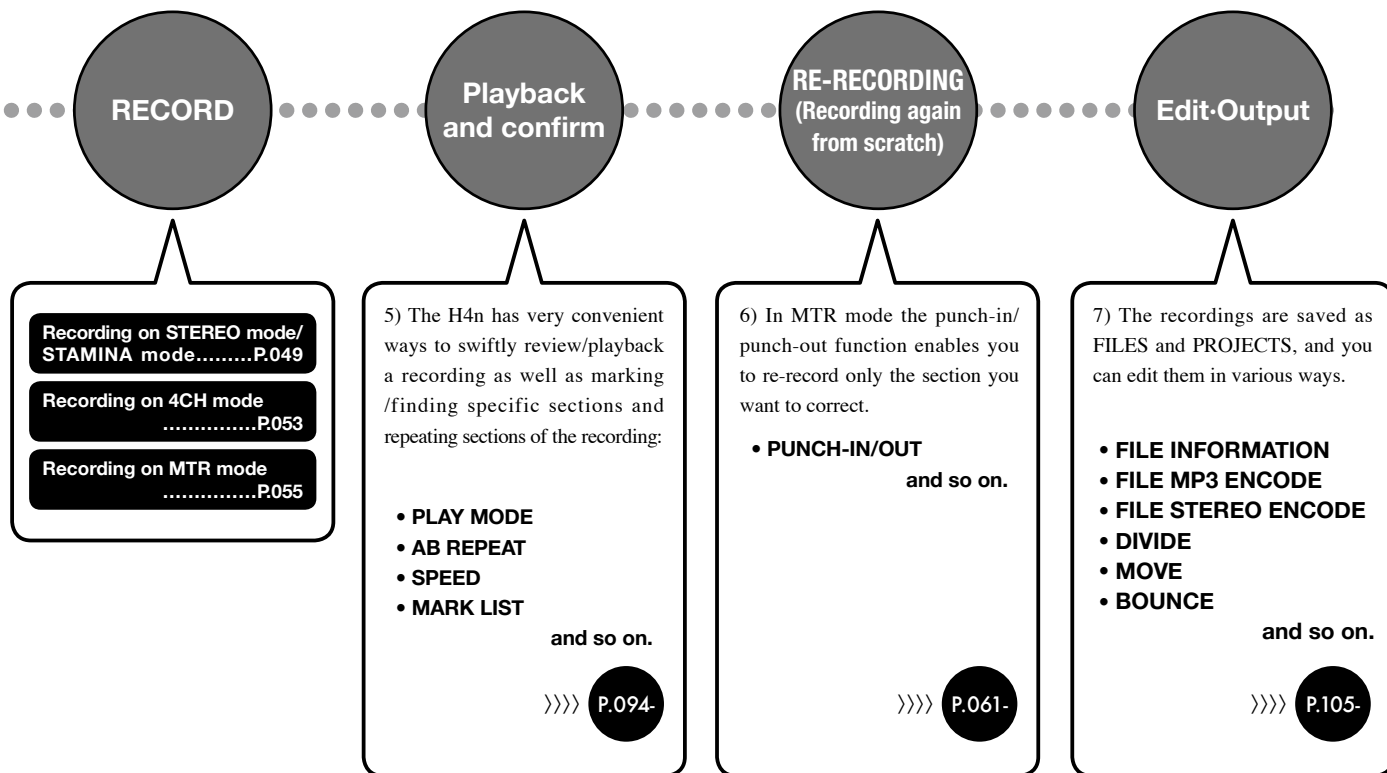 RECORD
Playback
and confirm
RE-RECORDING
(Recording again
from scratch)
Edit·Output
Recording on STEREO mode/
STAMINA mode.........P.049
Recording on 4CH mode
...............P.053
Recording on MTR mode
...............P.055
5) The H4n has very convenient
ways to swiftly review/playback
a recording as well as marking
/finding specific sections and
repeating sections of the recording:
• PLAY MODE
• AB REPEAT
• SPEED
• MARK LIST
and so on.
〉〉〉〉 P.094-
6) In MTR mode the punch-in/
punch-out function enables you
to re-record only the section you
want to correct.
• PUNCH-IN/OUT
and so on.
〉〉〉〉 P.061-
7) The recordings are saved as
FILES and PROJECTS, and you
can edit them in various ways.
• FILE INFORMATION
• FILE MP3 ENCODE
• FILE STEREO ENCODE
• DIVIDE
• MOVE
• BOUNCE
and so on.
〉〉〉〉 P.105-